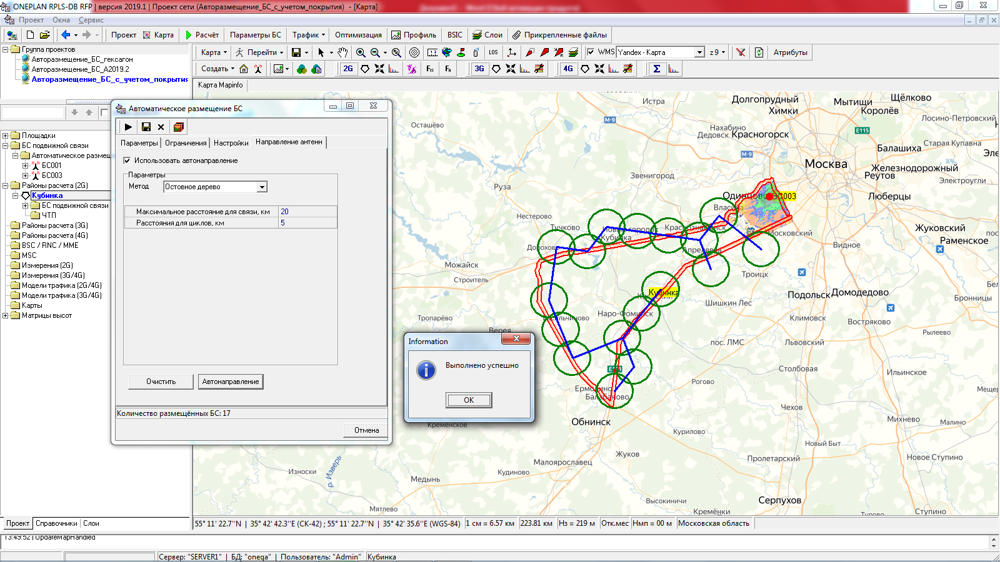 ONEPLAN RPLS-DB RFP | версия 2019.1 | Проект сети (Авторазмещение_БС_с_учетом_покрытия) - [Карта]
Проект Окна Сервис
Проект Карта Расчёт Параметры БС Трафик Оптимизация Профиль BSIC Слои Прикрепленные файлы
Группа проектов
Авторазмещение_БС_гексагон
Авторазмещение_БС_A2019.2
Авторазмещение_БС_с_учетом_покрытия
Карта Перейти LOS WMS Yandex - Карта z 9 Атрибуты
Создать 2G 3G 4G Σ
Карта Mapinfo
Площадки
БС подвижной связи
Автоматическое размещ
БС001
БС003
Районы расчета (2G)
Кубинка
БС подвижной связи
ЧТП
Районы расчета (3G)
Районы расчета (4G)
BSC / RNC / MME
MSC
Измерения (2G)
Измерения (3G/4G)
Модели трафика (2G/4G)
Модели трафика (3G/4G)
Карты
Матрицы высот
Проект Справочники Слои
Автоматическое размещение БС
Параметры Ограничения Настройки Направление антенн
Использовать автонаправление
Параметры
Метод Остовное дерево
Максимальное расстояние для связи, км 20
Расстояния для циклов, км 5
Очистить Автонаправление
Количество размещённых БС: 17
Отмена
Information
Выполнено успешно
OK
Истра
Долгопрудный
Химки
Мытищи
Королёв
Щёлково
Лосино-Петровский
Осташёво
M-9
Нахабино
Дедовск
Красногорск
E115
Старая Купавна
Балашиха
M-9
Москва
Железнодорожный
Реутов
Электроугли
Звенигород
Руза
Люберцы
БС003
Нестерово
Тучково
Кубинка
Дорохово
Московский
Жуковский
Раменское
Видное
Можайск
Строитель
Троицк
Подольск
Домодедово
Кубинка
Шишкин Лес
Бронницы
Наро-Фоминск
Тропарёво
Верея
Климовск
Востряково
Рылеево
пос. ЛМС
Львовский
Столбовая
Ильинское
Рогово
Ермолино
Балабаново
Чехов
Обнинск
Кременское
Михнево
Малино
Курилово
Новый Быт
Жуков
Малоярославец
Пролетарский
Новое Ступино
Износки
р. Изверь
Кудиново
Медынь
Серпухов
Высокиничи
Мятлево
Кремёнки
Ступино
55° 11' 22.7''N | 35° 42' 42.3''E (СК-42) ; 55° 11' 22.7''N | 35° 42' 35.6''E (WGS-84) 1 см = 6.57 км 223.81 км Нз = 219 м Отк.мес Нмп = 00 м Московская область
13:49:52 | UpdateMapHandled
Сервер: "SERVER1" | БД: "onega" | Пользователь: "Admin" Кубинка